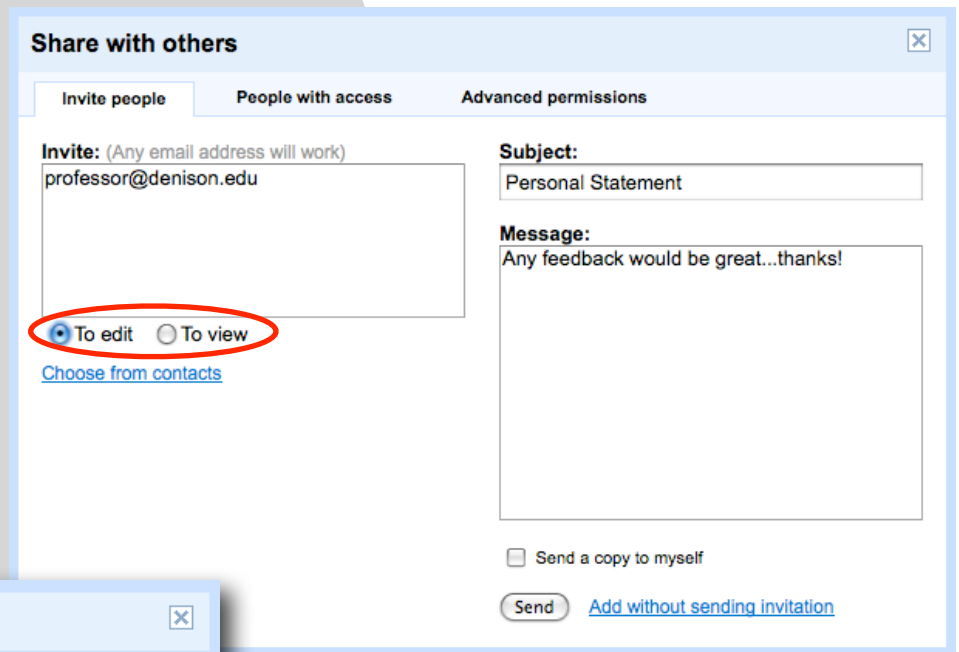 Share with others
Invite people
People with access
Advanced permissions
Invite: (Any email address will work)
professor@denison.edu
To edit
To view
Choose from contacts
Subject:
Personal Statement
Message:
Any feedback would be great...thanks!
Send a copy to myself
Send
Add without sending invitation